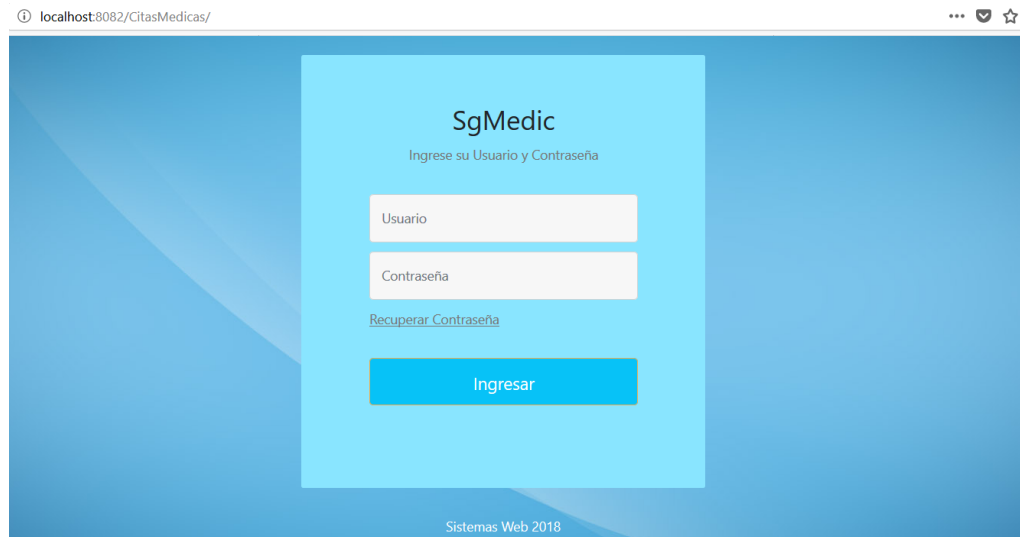 localhost:8082/CitasMedicas/
SgMedic
Ingrese su Usuario y Contraseña
Usuario
Contraseña
Recuperar Contraseña
Ingresar
Sistemas Web 2018